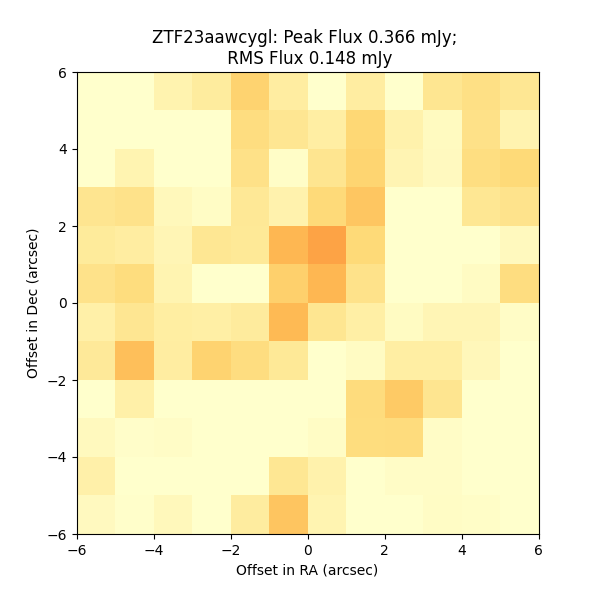 ZTF23aawcygl: Peak Flux 0.366 mJy;
RMS Flux 0.148 mJy
6
4
2
0
−2
−4
−6
Offset in Dec (arcsec)
−6 −4 −2 0 2 4 6
Offset in RA (arcsec)